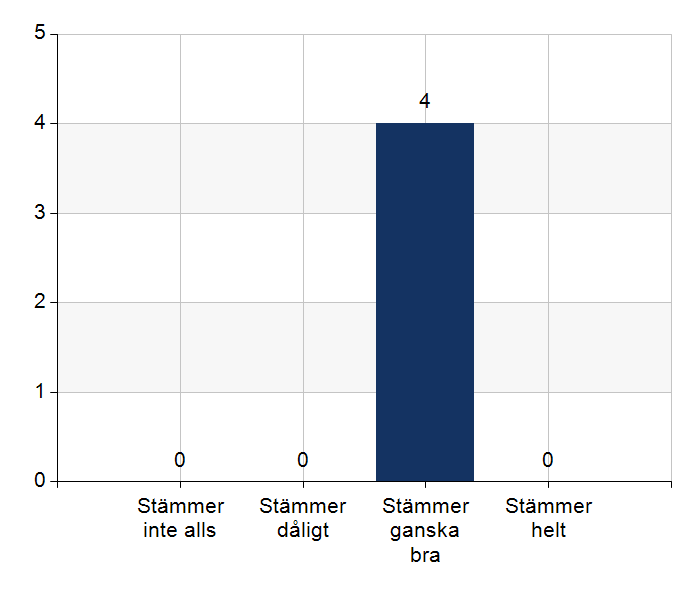 5
4
4
3
2
1
0
0
0
0
Stämmer
inte alls
Stämmer
dåligt
Stämmer
ganska
bra
Stämmer
helt